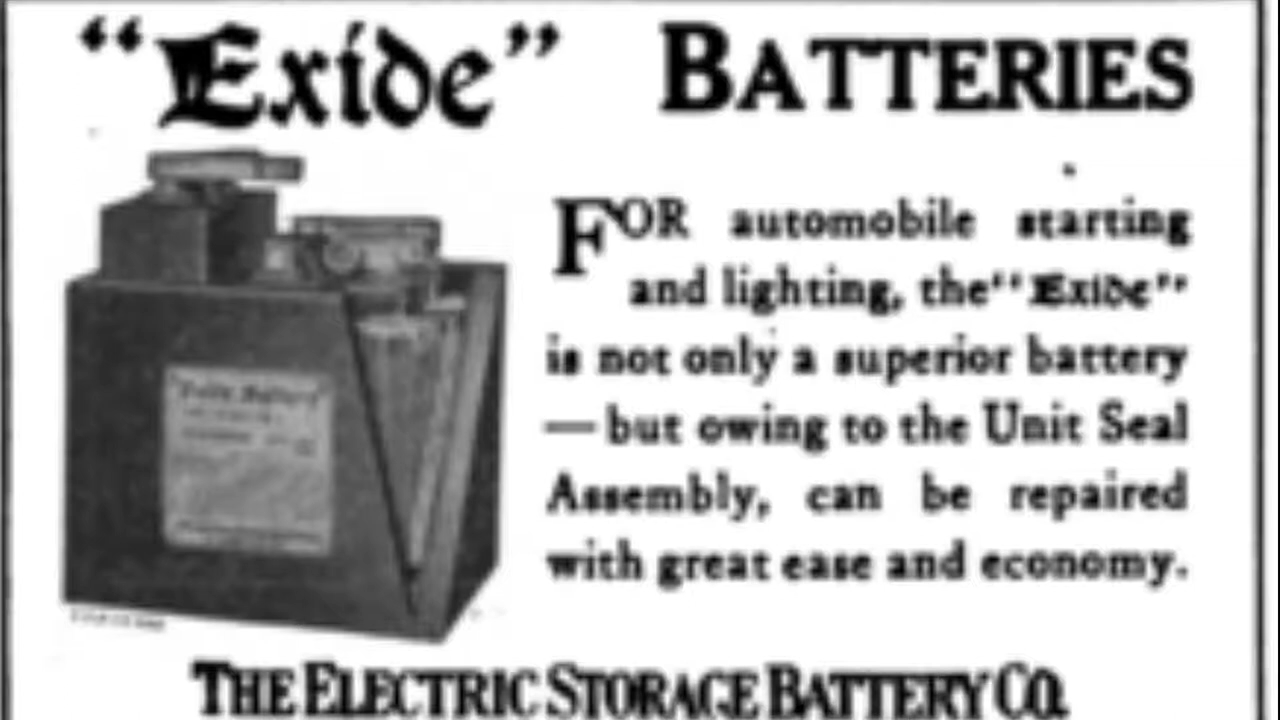 “Exide” BATTERIES
FOR automobile starting
and lighting, the “Exide”
is not only a superior battery
— but owing to the Unit Seal
Assembly, can be repaired
with great ease and economy.
THE ELECTRIC STORAGE BATTERY CO.